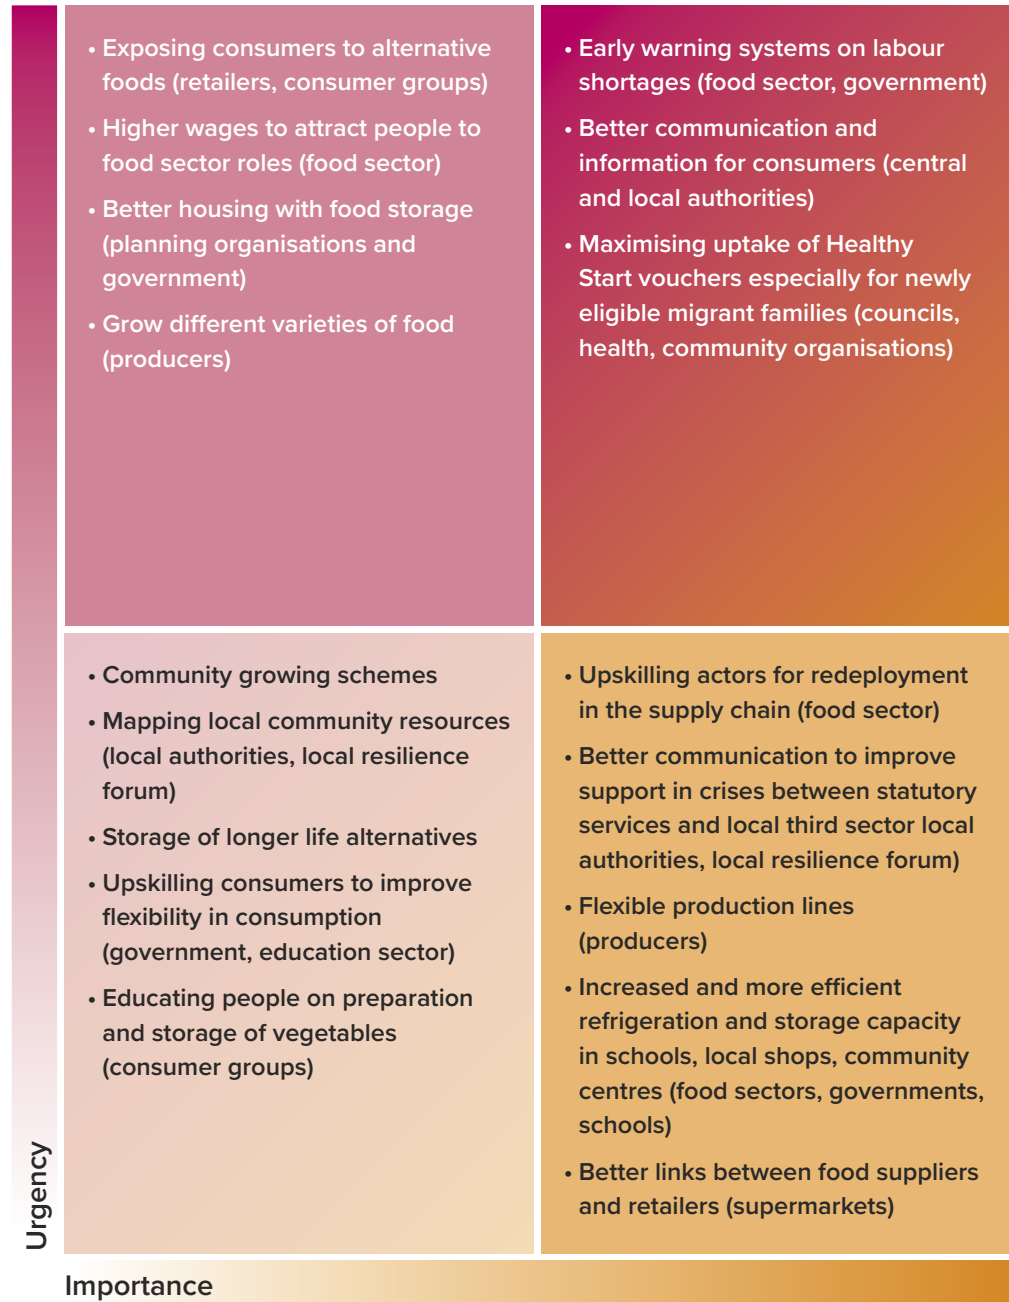 • Exposing consumers to alternative
foods (retailers, consumer groups)
• Higher wages to attract people to
food sector roles (food sector)
• Better housing with food storage
(planning organisations and
government)
• Grow different varieties of food
(producers)
• Early warning systems on labour
shortages (food sector, government)
• Better communication and
information for consumers (central
and local authorities)
• Maximising uptake of Healthy
Start vouchers especially for newly
eligible migrant families (councils,
health, community organisations)
• Community growing schemes
• Mapping local community resources
(local authorities, local resilience
forum)
• Storage of longer life alternatives
• Upskilling consumers to improve
flexibility in consumption
(government, education sector)
• Educating people on preparation
and storage of vegetables
(consumer groups)
• Upskilling actors for redeployment
in the supply chain (food sector)
• Better communication to improve
support in crises between statutory
services and local third sector local
authorities, local resilience forum)
• Flexible production lines
(producers)
• Increased and more efficient
refrigeration and storage capacity
in schools, local shops, community
centres (food sectors, governments,
schools)
• Better links between food suppliers
and retailers (supermarkets)
Urgency
Importance